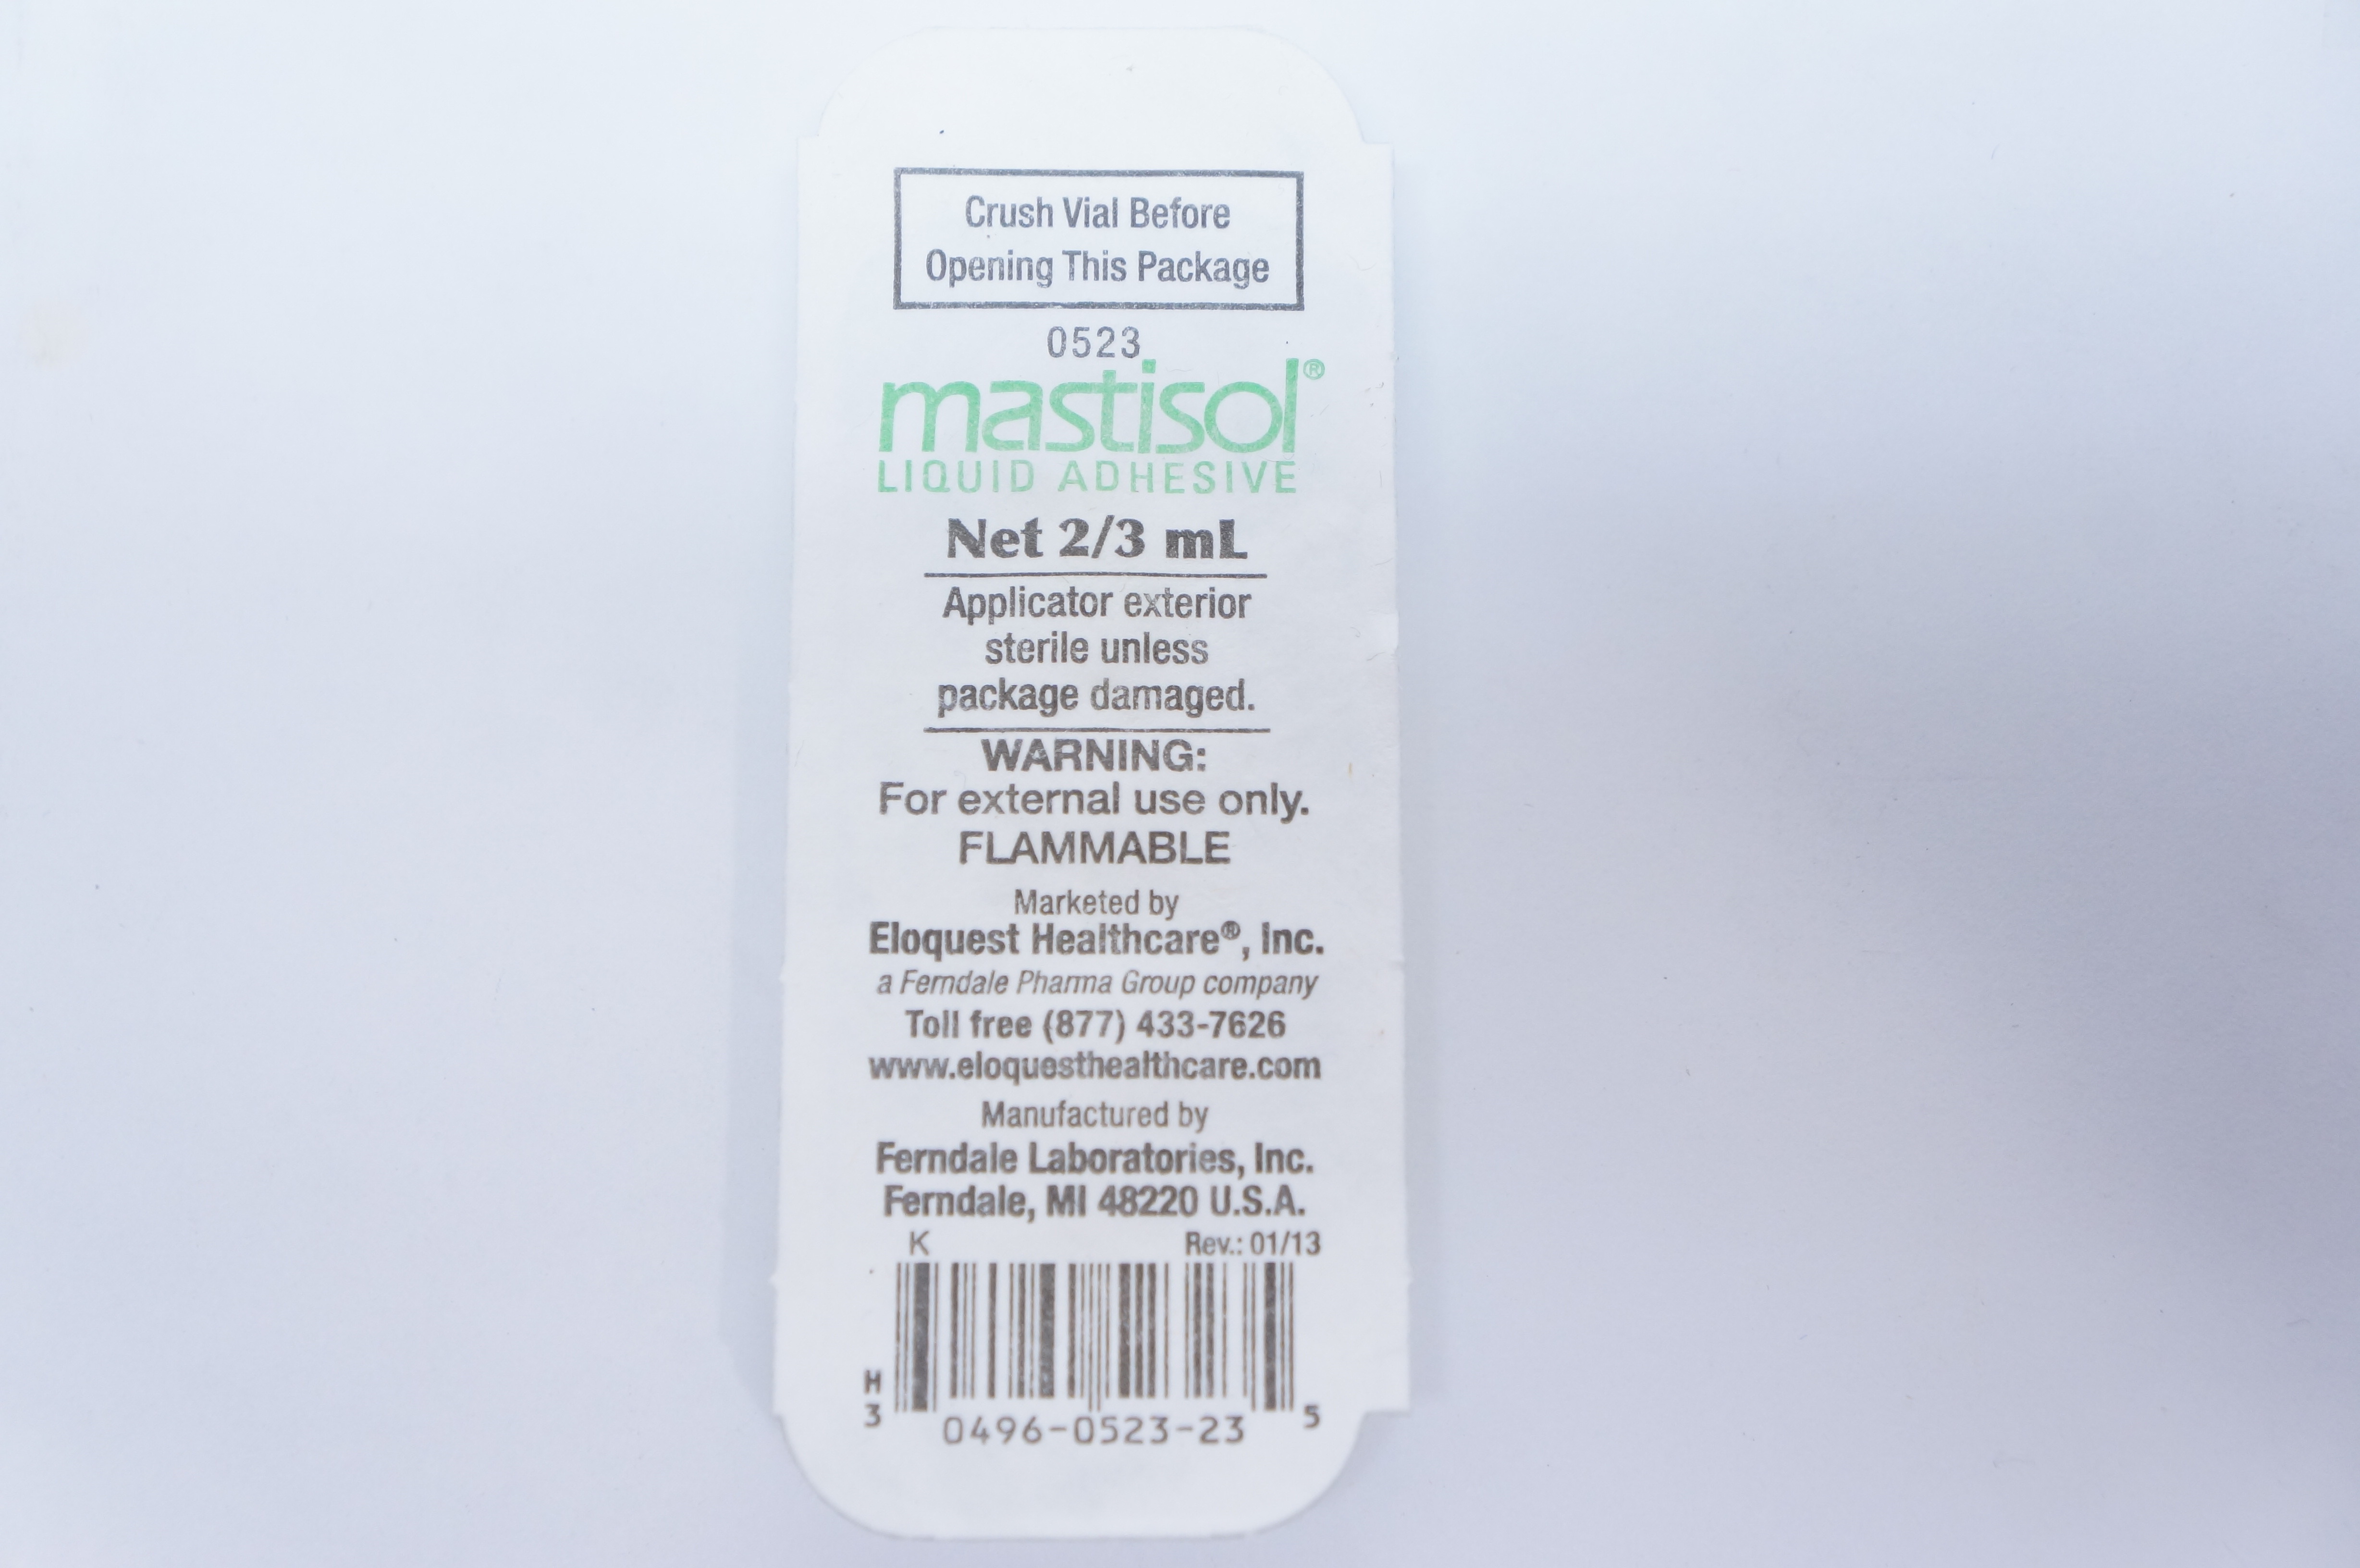 Crush Vial Before
Opening This Package
0523
mastisol®
LIQUID ADHESIVE
Net 2/3 mL
Applicator exterior
sterile unless
package damaged.
WARNING:
For external use only.
FLAMMABLE
Marketed by
Eloquest Healthcare®, Inc.
a Ferndale Pharma Group company
Toll free (877) 433-7626
www.eloquesthealthcare.com
Manufactured by
Ferndale Laboratories, Inc.
Ferndale, MI 48220 U.S.A.
K Rev.: 01/13
H
3 0496-0523-23 5